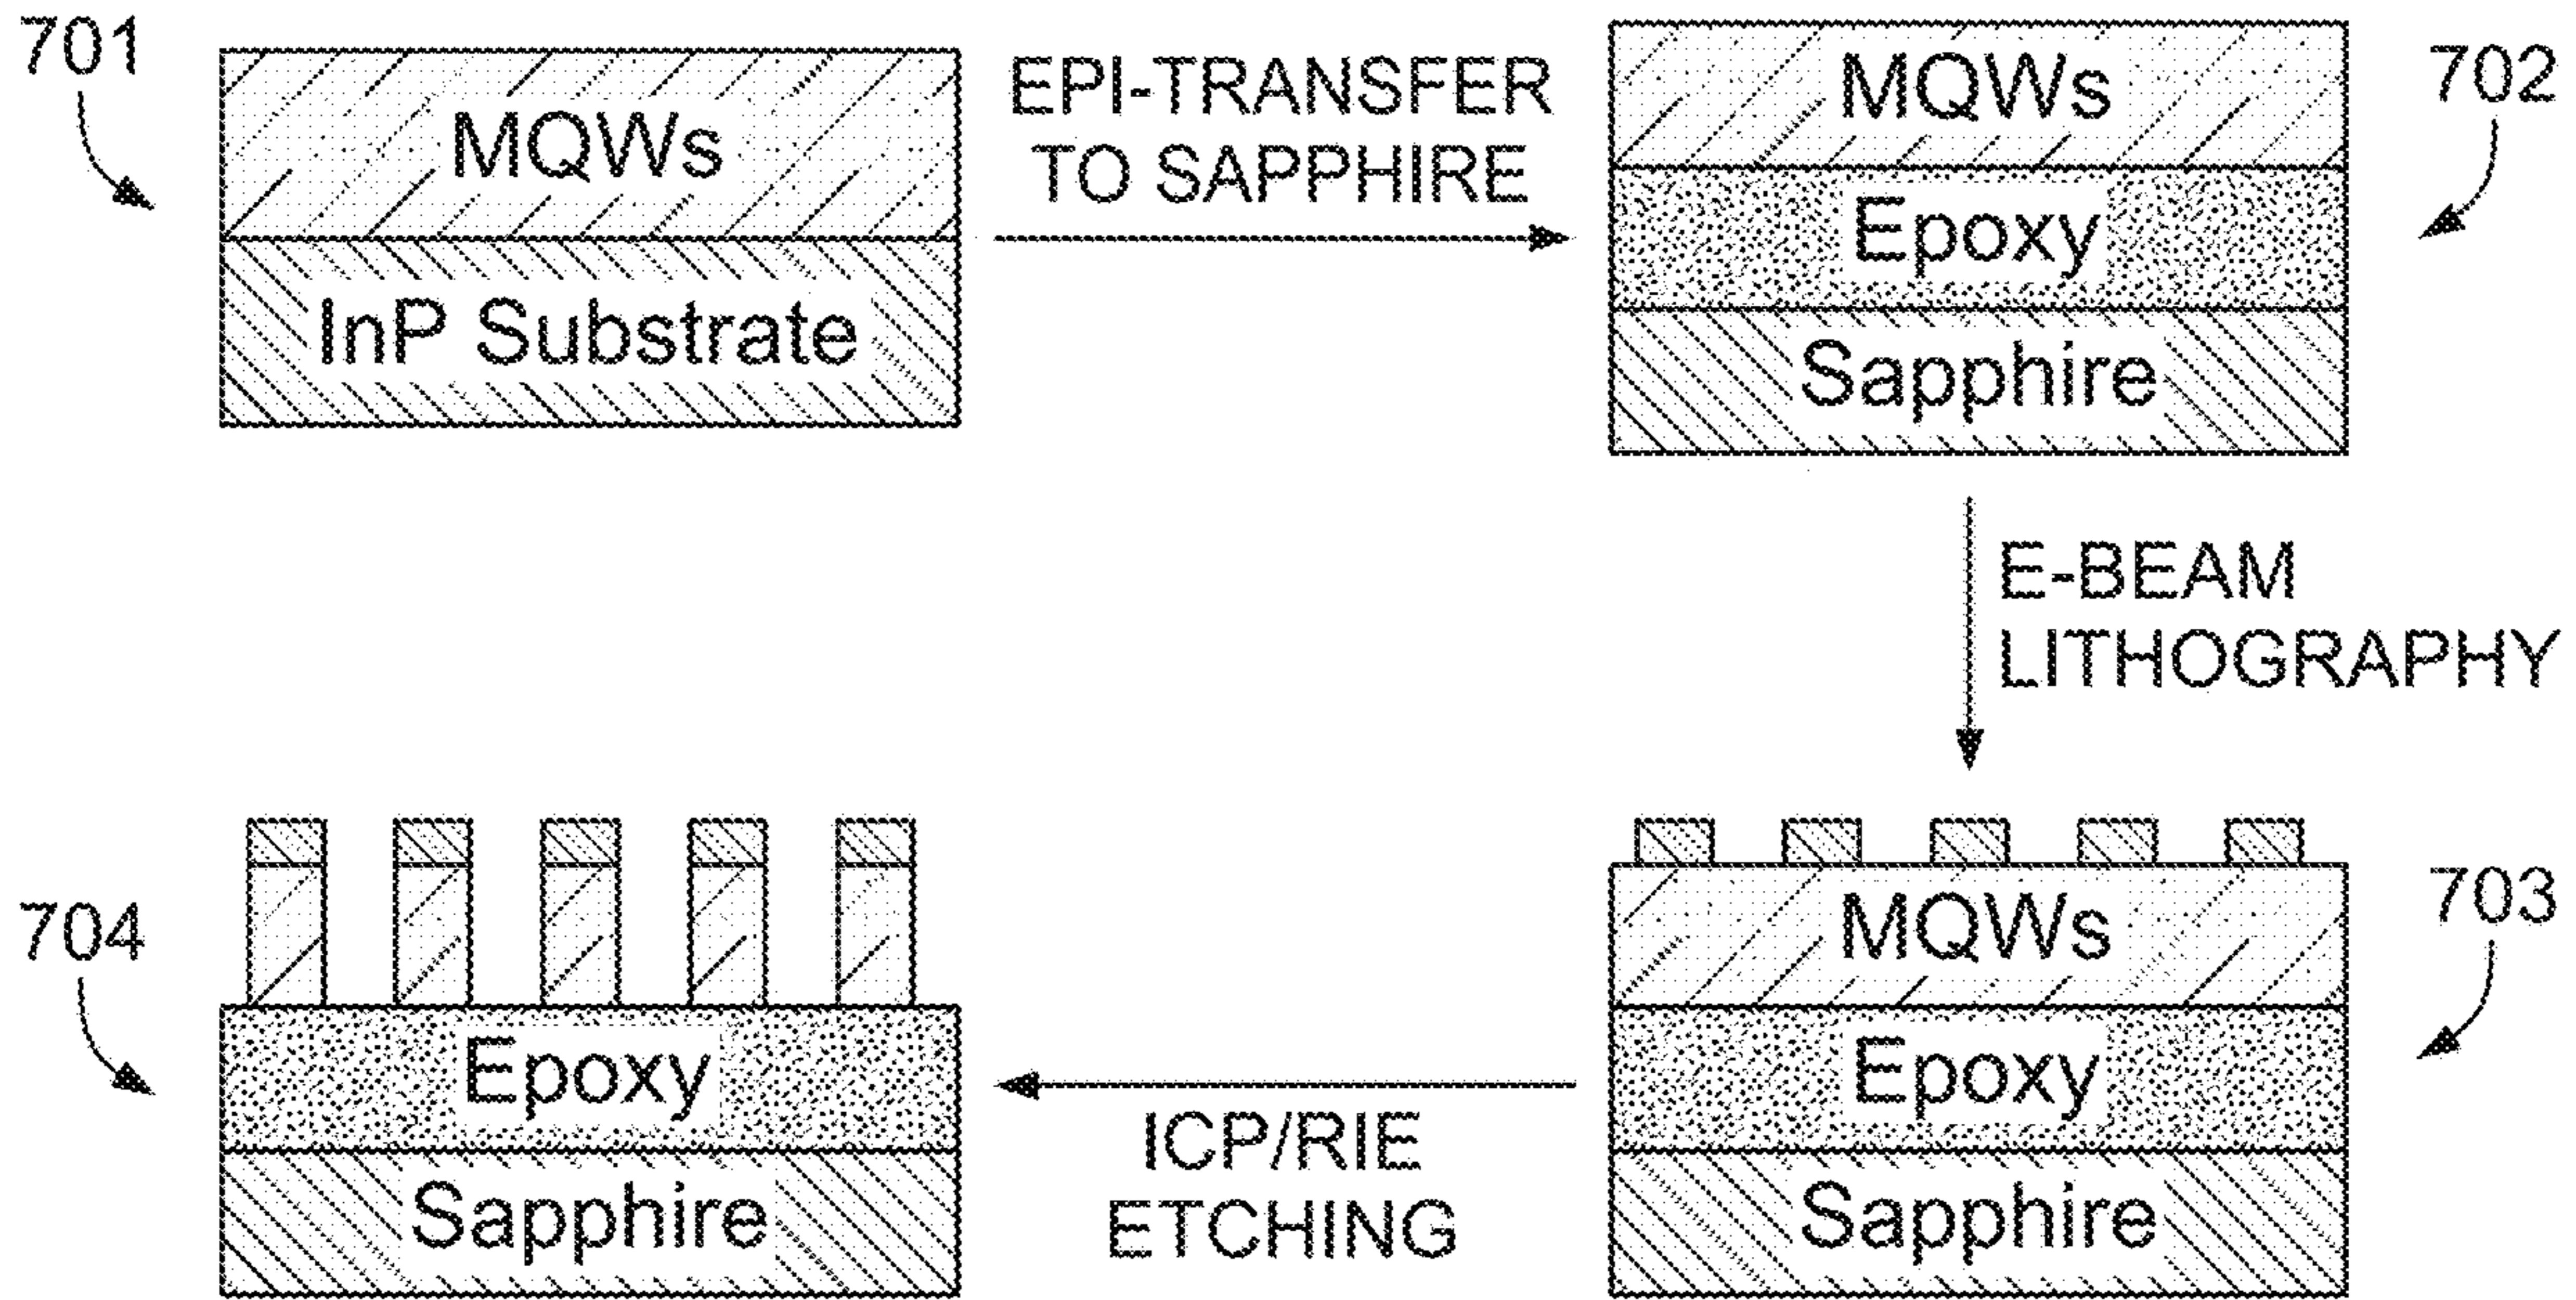 701
MQWs
InP Substrate
EPI-TRANSFER
TO SAPPHIRE
MQWs
Epoxy
Sapphire
702
E-BEAM
LITHOGRAPHY
703
MQWs
Epoxy
Sapphire
ICP/RIE
ETCHING
704
Epoxy
Sapphire